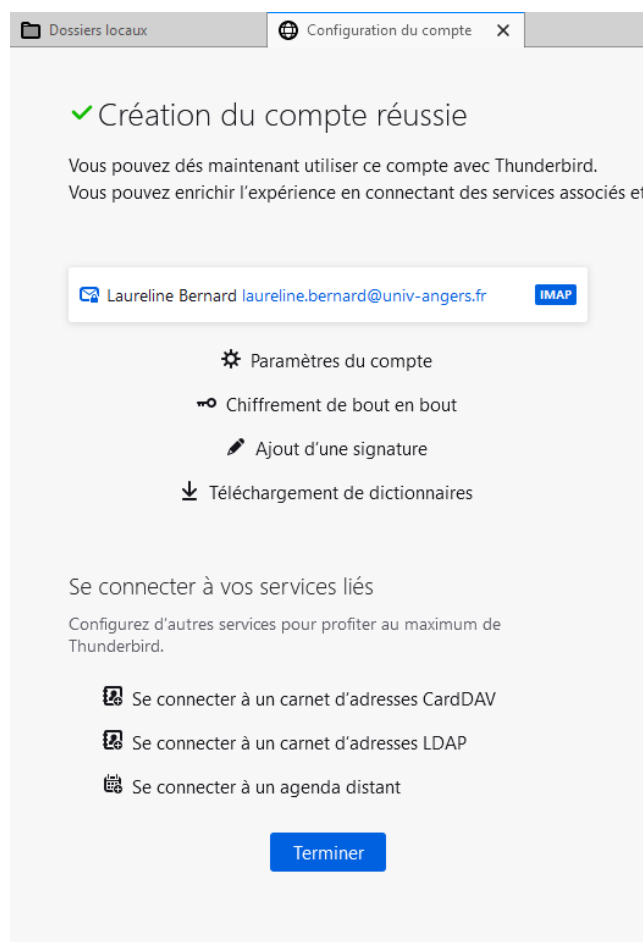 Dossiers locaux
Configuration du compte
Création du compte réussie
Vous pouvez dés maintenant utiliser ce compte avec Thunderbird.
Vous pouvez enrichir l'expérience en connectant des services associés et
Laureline Bernard laureline.bernard@univ-angers.fr IMAP
Paramètres du compte
Chiffrement de bout en bout
Ajout d'une signature
Téléchargement de dictionnaires
Se connecter à vos services liés
Configurez d'autres services pour profiter au maximum de
Thunderbird.
Se connecter à un carnet d'adresses CardDAV
Se connecter à un carnet d'adresses LDAP
Se connecter à un agenda distant
Terminer